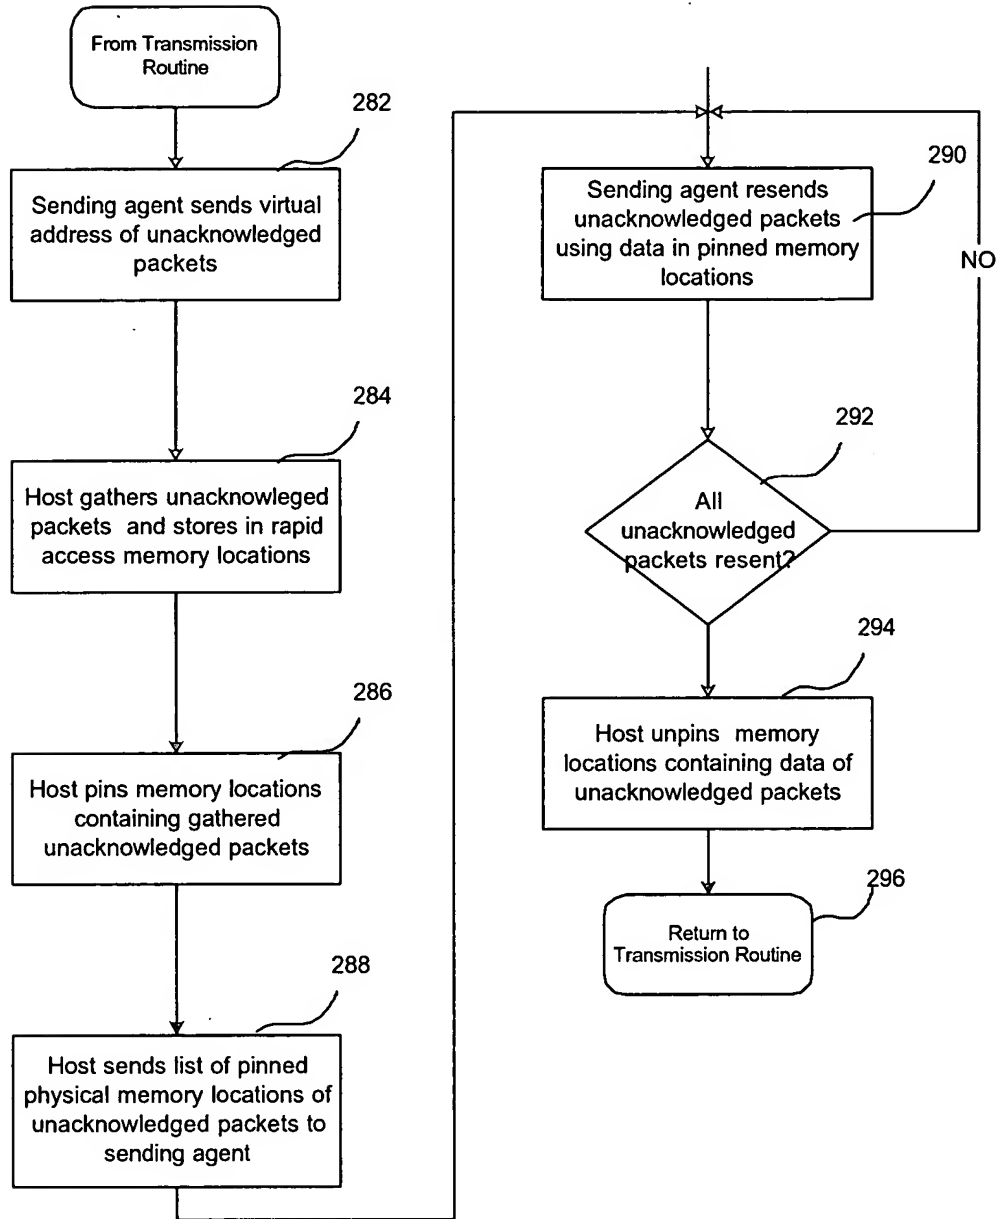 From Transmission
Routine
282
Sending agent sends virtual
address of unacknowledged
packets
284
Host gathers unacknowleged
packets and stores in rapid
access memory locations
286
Host pins memory locations
containing gathered
unacknowledged packets
288
Host sends list of pinned
physical memory locations of
unacknowledged packets to
sending agent
290
Sending agent resends
unacknowledged packets
using data in pinned memory
locations
NO
292
All
unacknowledged
packets resent?
294
Host unpins memory
locations containing data of
unacknowledged packets
296
Return to
Transmission Routine